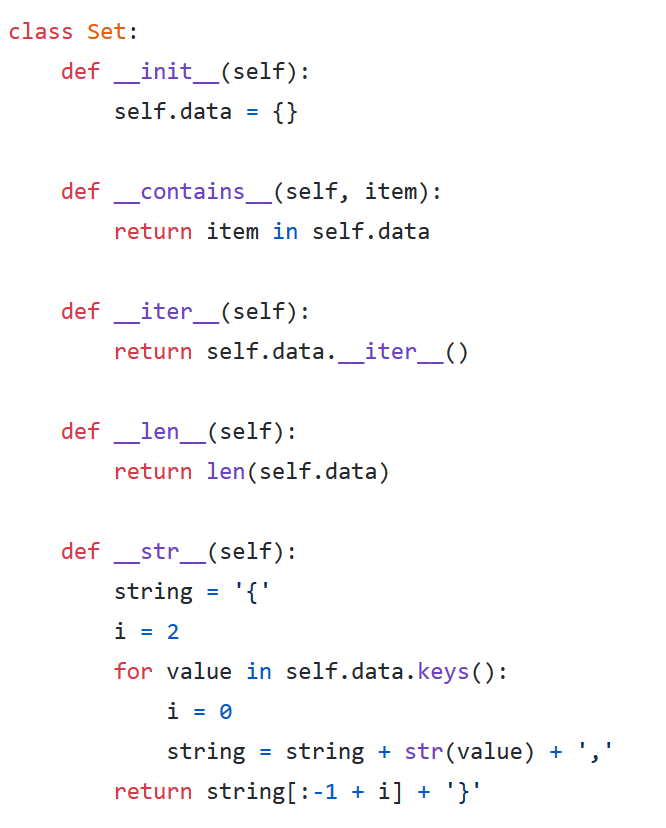 class Set:
    def __init__(self):
        self.data = {}

    def __contains__(self, item):
        return item in self.data

    def __iter__(self):
        return self.data.__iter__()

    def __len__(self):
        return len(self.data)

    def __str__(self):
        string = '{'
        i = 2
        for value in self.data.keys():
            i = 0
            string = string + str(value) + ','
        return string[:-1 + i] + '}'